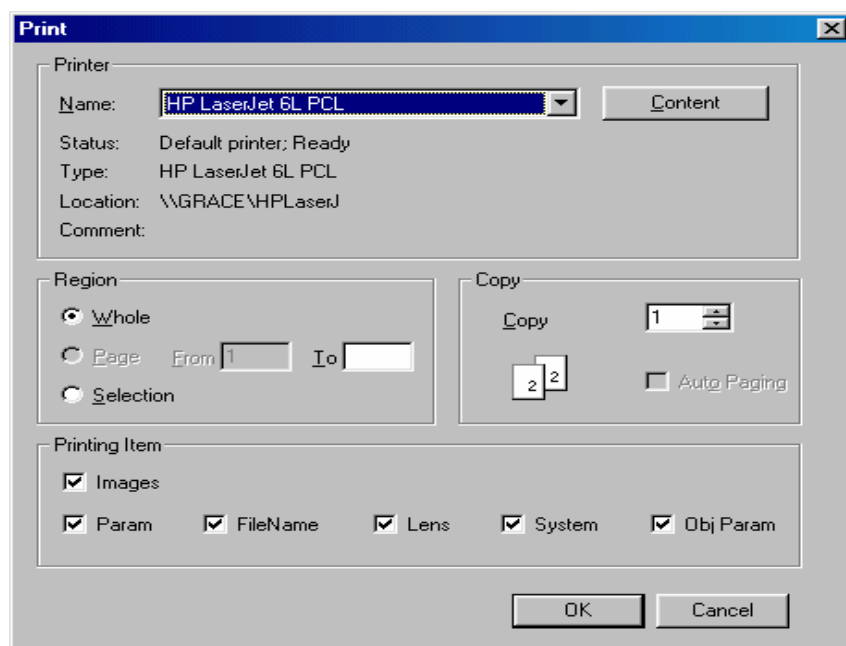 Print
Printer
Name: HP LaserJet 6L PCL Content
Status: Default printer; Ready
Type: HP LaserJet 6L PCL
Location: \\GRACE\HPLaserJ
Comment:
Region
Whole
Page From 1 To
Selection
Copy
Copy 1
2 2
Auto Paging
Printing Item
Images
Param FileName Lens System Obj Param
OK Cancel